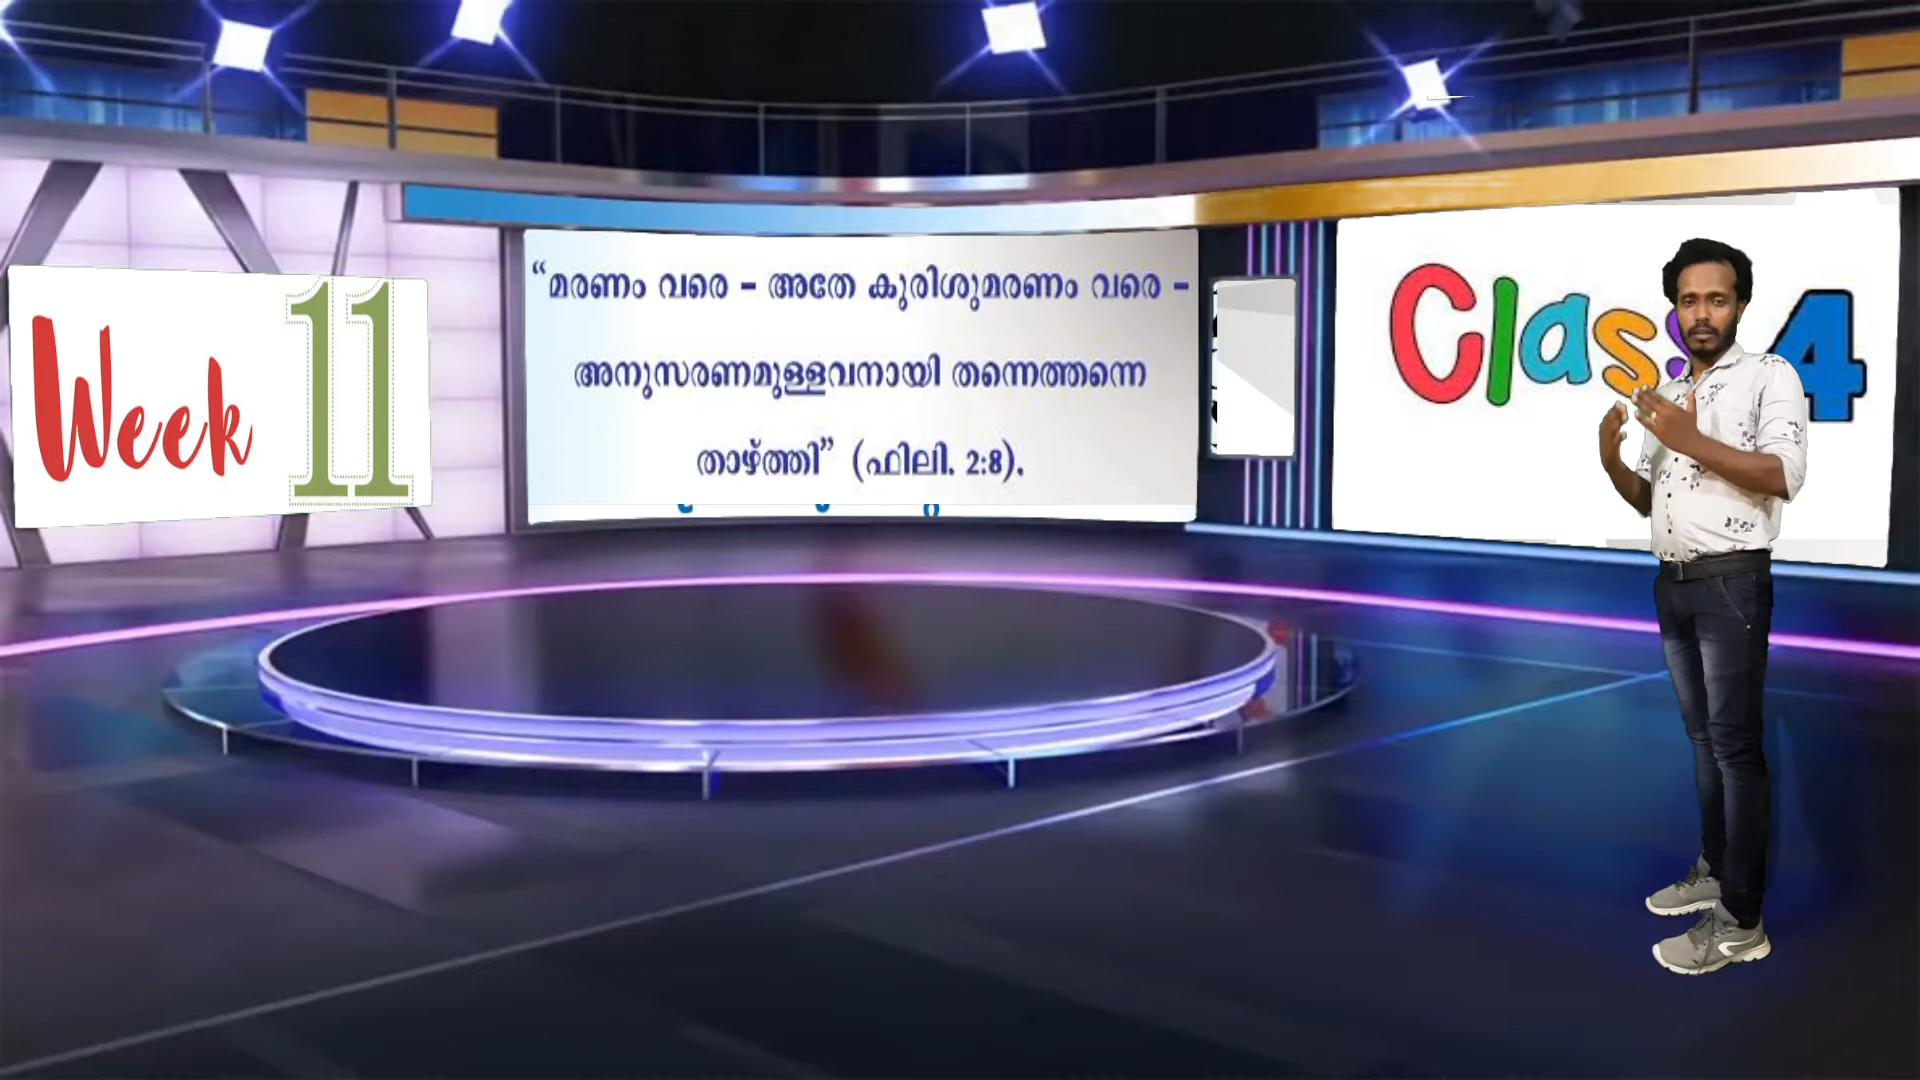 Week 11
“മരണം വരെ - അതേ കുരിശുമരണം വരെ -
അനുസരണമുള്ളവനായി തന്നെത്തന്നെ
താഴ്ത്തി” (ഫിലി. 2:8).
Class 4